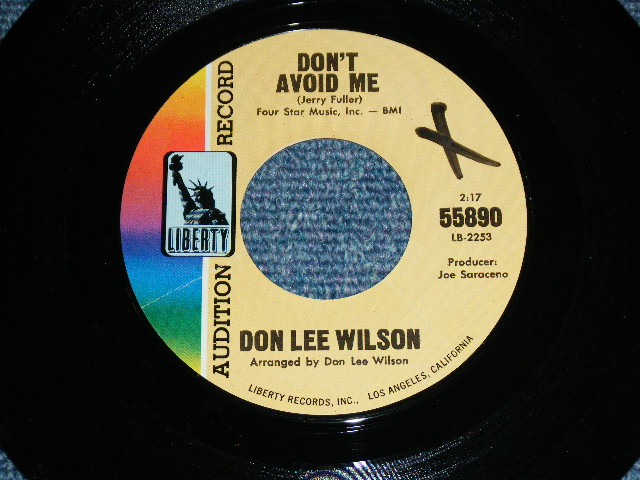 DON'T
AVOID ME
(Jerry Fuller)
Four Star Music, Inc. — BMI
AUDITION RECORD
LIBERTY
X
2:17
55890
LB-2253
Producer:
Joe Saraceno
DON LEE WILSON
Arranged by Don Lee Wilson
LIBERTY RECORDS, INC., LOS ANGELES, CALIFORNIA